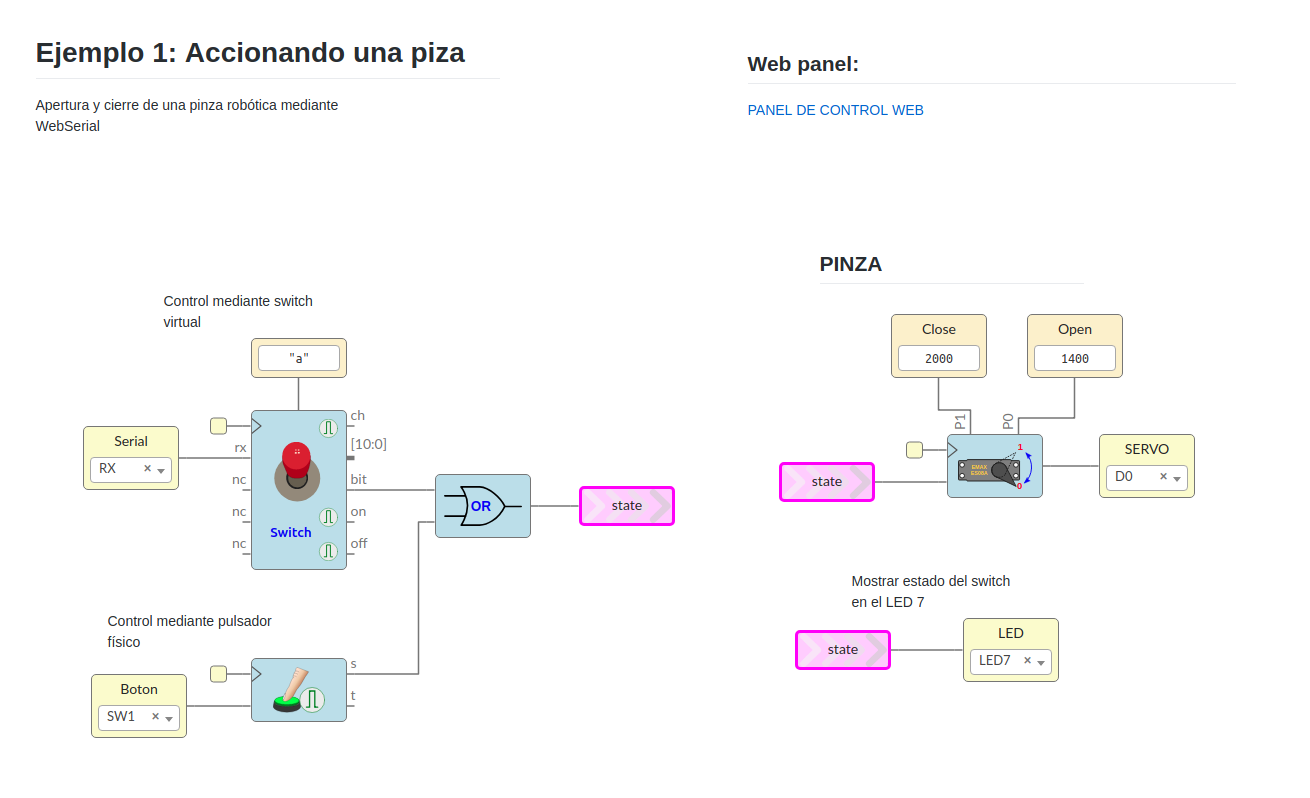 Ejemplo 1: Accionando una piza
Apertura y cierre de una pinza robótica mediante
WebSerial
Web panel:
PANEL DE CONTROL WEB
Control mediante switch
virtual
"a"
Serial
RX
rx
nc
nc
nc
ch
[10:0]
bit
on
off
Switch
OR
state
Control mediante pulsador
físico
Boton
SW1
s
t
PINZA
Close
2000
Open
1400
P1
P0
state
EMAX
ES08A
1
0
SERVO
D0
Mostrar estado del switch
en el LED 7
state
LED
LED7